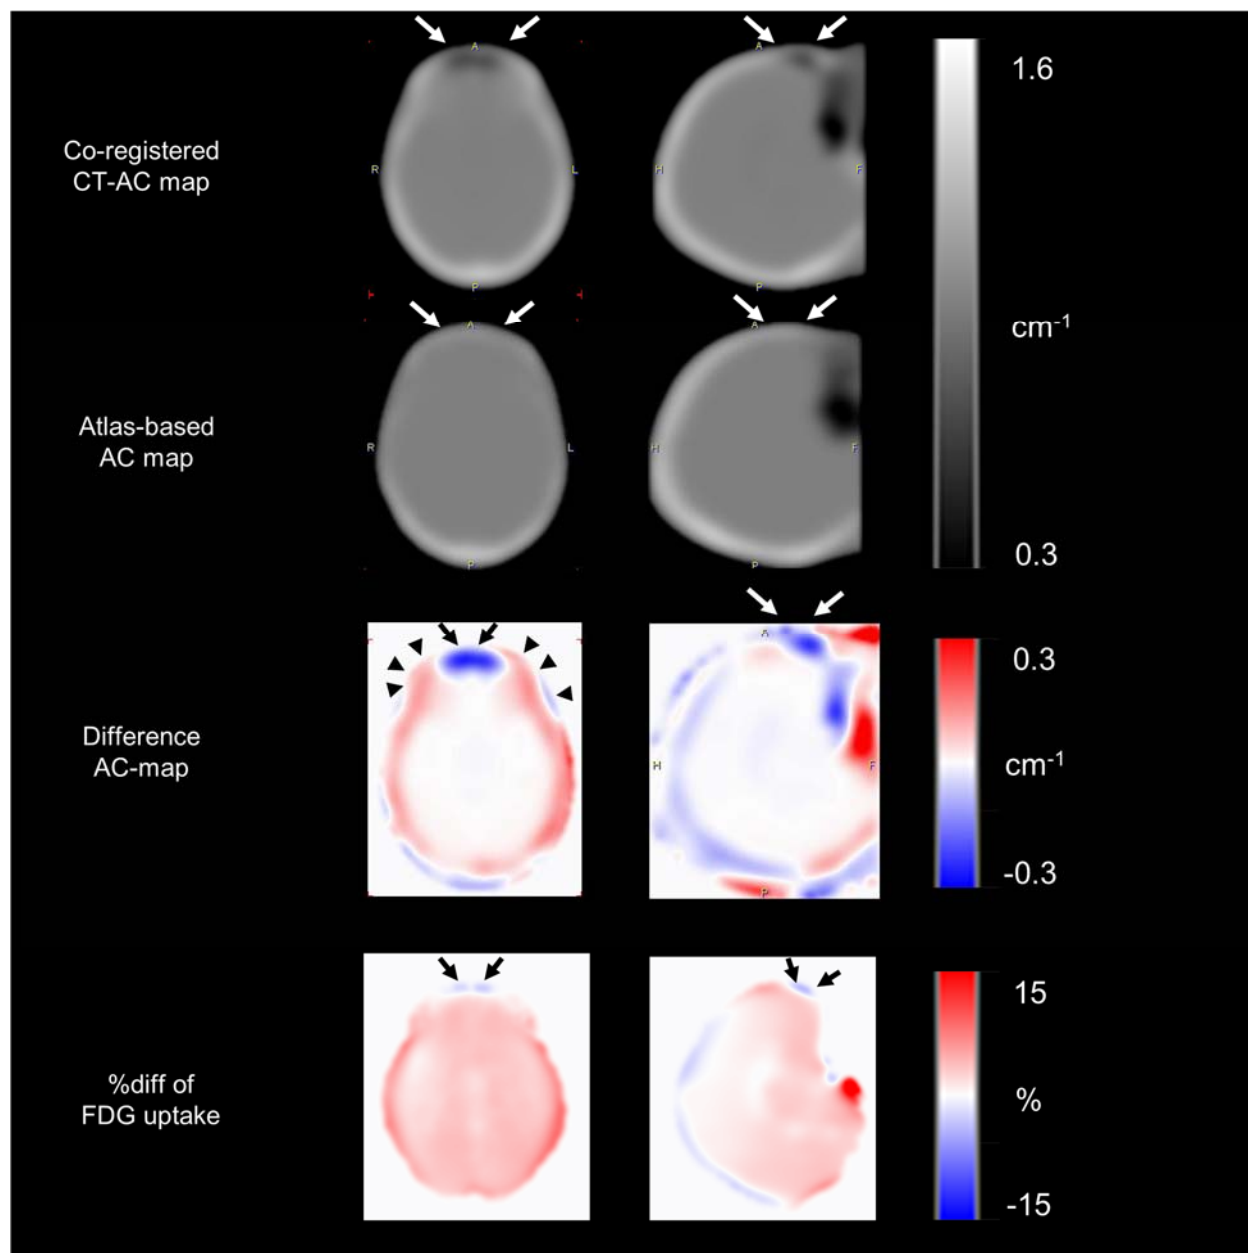 A
A
1.6
Co-registered
CT-AC map
R
L
H
F
P
P
A
A
cm-1
Atlas-based
AC map
R
L
H
F
0.3
P
P
A
0.3
Difference
AC-map
H
F
cm-1
-0.3
P
15
%diff of
FDG uptake
%
-15